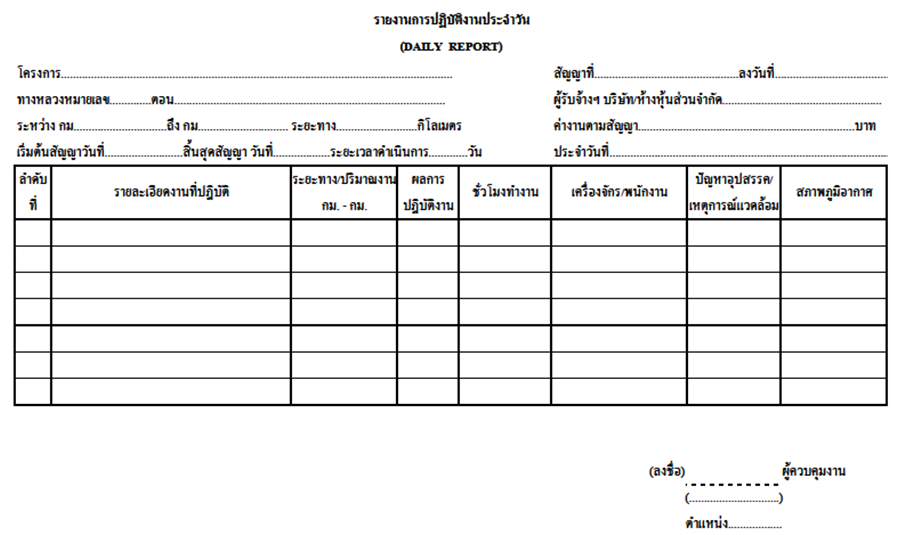 รายงานการปฏิบัติงานประจำวัน
(DAILY REPORT)
โครงการ........................................................................................................ สัญญาที่......................................ลงวันที่..............................
ทางหลวงหมายเลข...........ตอน........................................................................ ผู้รับจ้างฯ บริษัท/ห้างหุ้นส่วนจำกัด..........................................
ระหว่าง กม........................ถึง กม........................ ระยะทาง.....................กิโลเมตร ค่างานตามสัญญา.........................................................บาท
เริ่มต้นสัญญาวันที่.....................สิ้นสุดสัญญา วันที่...............ระยะเวลาดำเนินการ..........วัน ประจำวันที่..........................................................................
ลำดับที่
รายละเอียดงานที่ปฏิบัติ
ระยะทาง/ปริมาณงาน
กม. - กม.
ผลการ
ปฏิบัติงาน
ชั่วโมงทำงาน
เครื่องจักร/พนักงาน
ปัญหาอุปสรรค/
เหตุการณ์แวดล้อม
สภาพภูมิอากาศ
(ลงชื่อ)_ _ _ _ _ _ _ _ _ผู้ควบคุมงาน
(..............................)
ตำแหน่ง..................